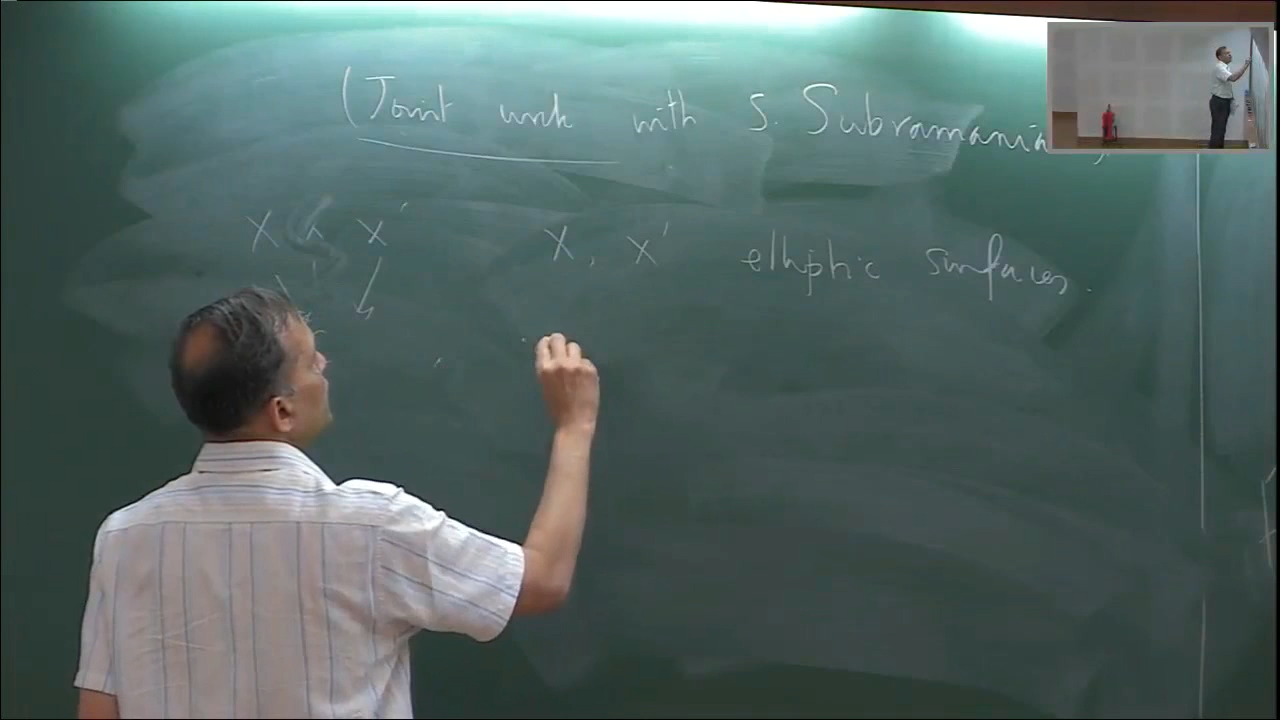 (Joint work with S. Subramania
X X' X, X' elliptic surfaces.